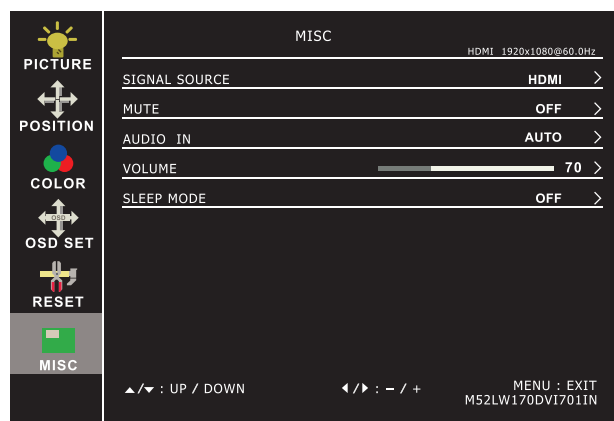 PICTURE
POSITION
COLOR
OSD
OSD SET
RESET
MISC
MISC
HDMI 1920x1080@60.0Hz
SIGNAL SOURCE HDMI >
MUTE OFF >
AUDIO IN AUTO >
VOLUME 70 >
SLEEP MODE OFF >
▲/▼ : UP / DOWN ◀/▶ : – / + MENU : EXIT
M52LW170DVI701IN